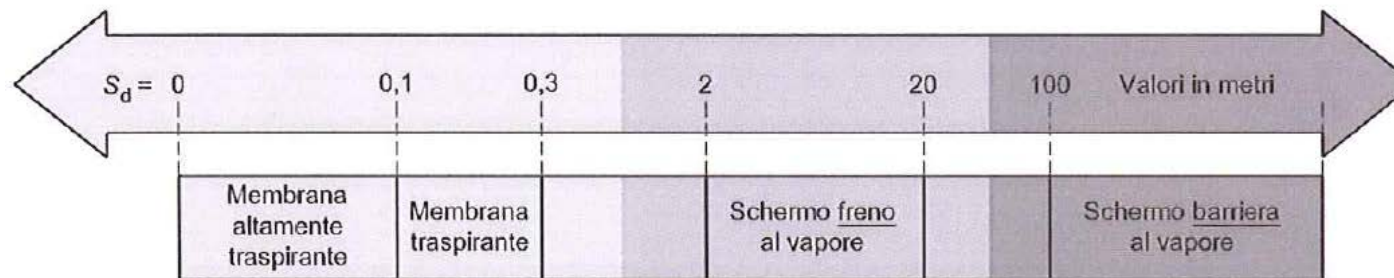 S_d = 0 0,1 0,3 2 20 100 Valori in metri
Membrana
altamente
traspirante
Membrana
traspirante
Schermo freno
al vapore
Schermo barriera
al vapore